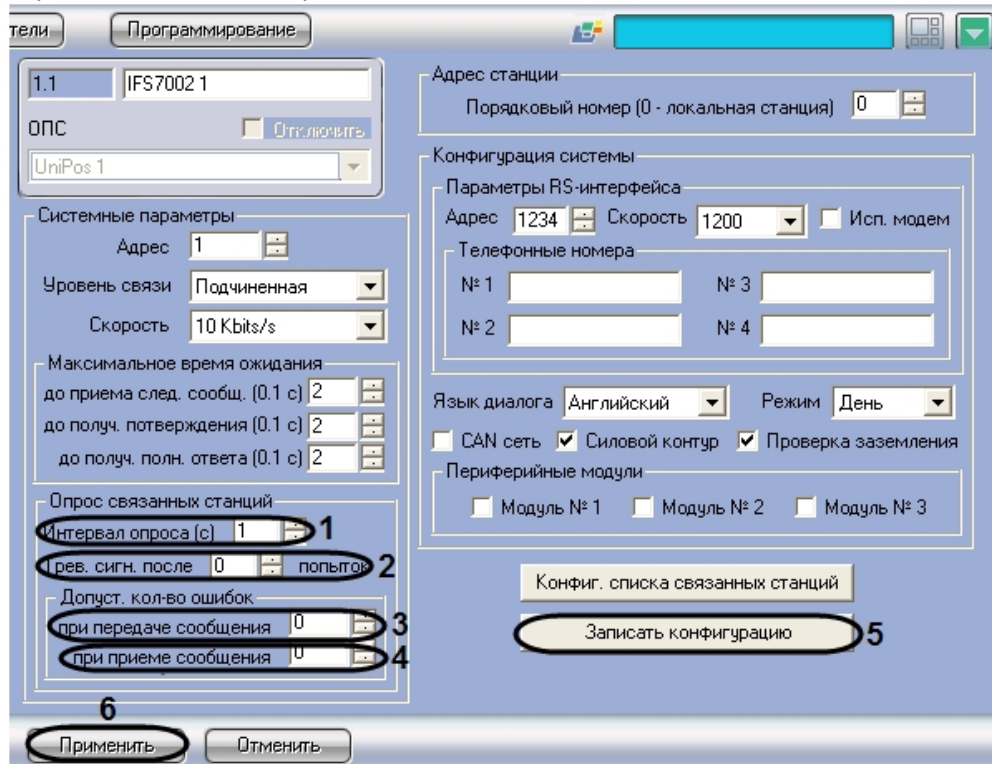 тели Программирование
1.1 IFS7002 1
ОПС Отключить
UniPos 1
Системные параметры
Адрес 1
Уровень связи Подчиненная
Скорость 10 Kbits/s
Максимальное время ожидания
до приема след. сообщ. (0.1 с) 2
до получ. потверждения (0.1 с) 2
до получ. полн. ответа (0.1 с) 2
Опрос связанных станций
Интервал опроса (с) 1 1
Трев. сигн. после 0 попыток 2
Допуст. кол-во ошибок
при передаче сообщения 0 3
при приеме сообщения 0 4
Адрес станции
Порядковый номер (0 - локальная станция) 0
Конфигурация системы
Параметры RS-интерфейса
Адрес 1234 Скорость 1200 Исп. модем
Телефонные номера
№ 1 № 3
№ 2 № 4
Язык диалога Английский Режим День
CAN сеть Силовой контур Проверка заземления
Периферийные модули
Модуль № 1 Модуль № 2 Модуль № 3
Конфиг. списка связанных станций
Записать конфигурацию 5
6
Применить Отменить